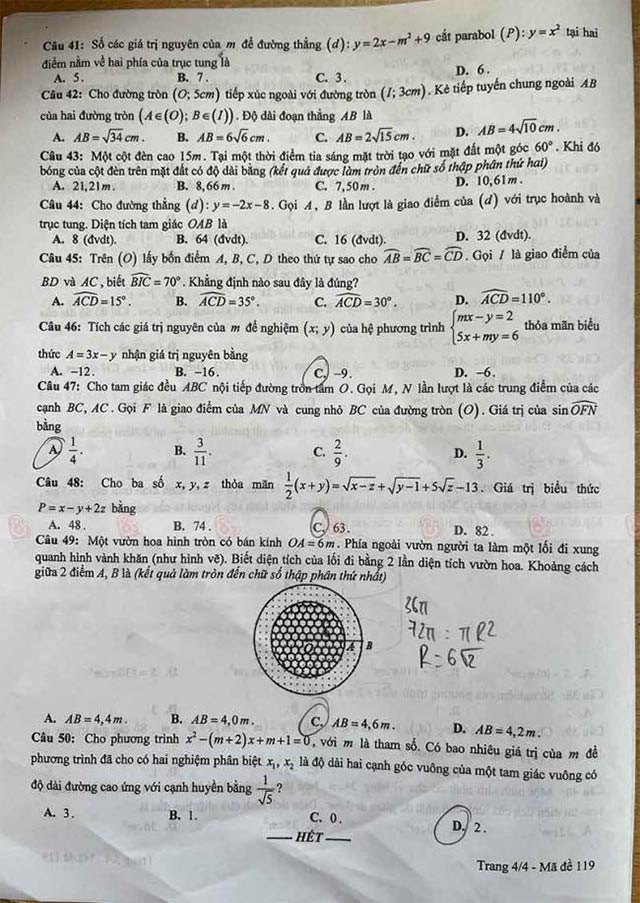 Câu 41: Số các giá trị nguyên của m để đường thẳng (d): y = 2x − m² + 9 cắt parabol (P): y = x² tại hai
điểm nằm về hai phía của trục tung là
A. 5. B. 7. C. 3. D. 6.
Câu 42: Cho đường tròn (O; 5cm) tiếp xúc ngoài với đường tròn (I; 3cm). Kẻ tiếp tuyến chung ngoài AB
của hai đường tròn (A∈(O); B∈(I)). Độ dài đoạn thẳng AB là
A. AB = √34 cm. B. AB = 6√6 cm. C. AB = 2√15 cm. D. AB = 4√10 cm.
Câu 43: Một cột đèn cao 15m. Tại một thời điểm tia sáng mặt trời tạo với mặt đất một góc 60°. Khi đó
bóng của cột đèn trên mặt đất có độ dài bằng (kết quả được làm tròn đến chữ số thập phân thứ hai)
A. 21,21m. B. 8,66m. C. 7,50m. D. 10,61m.
Câu 44: Cho đường thẳng (d): y = −2x − 8. Gọi A, B lần lượt là giao điểm của (d) với trục hoành và
trục tung. Diện tích tam giác OAB là
A. 8 (đvdt). B. 64 (đvdt). C. 16 (đvdt). D. 32 (đvdt).
Câu 45: Trên (O) lấy bốn điểm A, B, C, D theo thứ tự sao cho AB = BC = CD. Gọi I là giao điểm của
BD và AC, biết BIC = 70°. Khẳng định nào sau đây là đúng?
A. ACD = 15°. B. ACD = 35°. C. ACD = 30°. D. ACD = 110°.
Câu 46: Tích các giá trị nguyên của m để nghiệm (x; y) của hệ phương trình { mx − y = 2 5x + my = 6 thỏa mãn biểu
thức A = 3x − y nhận giá trị nguyên bằng
A. −12. B. −16. C. −9. D. −6.
Câu 47: Cho tam giác đều ABC nội tiếp đường tròn tâm O. Gọi M, N lần lượt là các trung điểm của các
cạnh BC, AC. Gọi F là giao điểm của MN và cung nhỏ BC của đường tròn (O). Giá trị của sin OFN
bằng
A. 1/4. B. 3/11. C. 2/9. D. 1/3.
Câu 48: Cho ba số x, y, z thỏa mãn 1/2(x + y) = √x−z + √y−1 + 5√z − 13. Giá trị biểu thức
P = x − y + 2z bằng
A. 48. B. 74. C. 63. D. 82.
Câu 49: Một vườn hoa hình tròn có bán kính OA = 6m. Phía ngoài vườn người ta làm một lối đi xung
quanh hình vành khăn (như hình vẽ). Biết diện tích của lối đi bằng 2 lần diện tích vườn hoa. Khoảng cách
giữa 2 điểm A, B là (kết quả làm tròn đến chữ số thập phân thứ nhất)
O A B
36π
72π = πR2
R = 6√2
A. AB = 4,4m. B. AB = 4,0m. C. AB = 4,6m. D. AB = 4,2m.
Câu 50: Cho phương trình x² − (m+2)x + m + 1 = 0, với m là tham số. Có bao nhiêu giá trị của m để
phương trình đã cho có hai nghiệm phân biệt x₁, x₂ là độ dài hai cạnh góc vuông của một tam giác vuông có
độ dài đường cao ứng với cạnh huyền bằng 1/√5?
A. 3. B. 1. C. 0. D. 2.
HẾT
Trang 4/4 - Mã đề 119